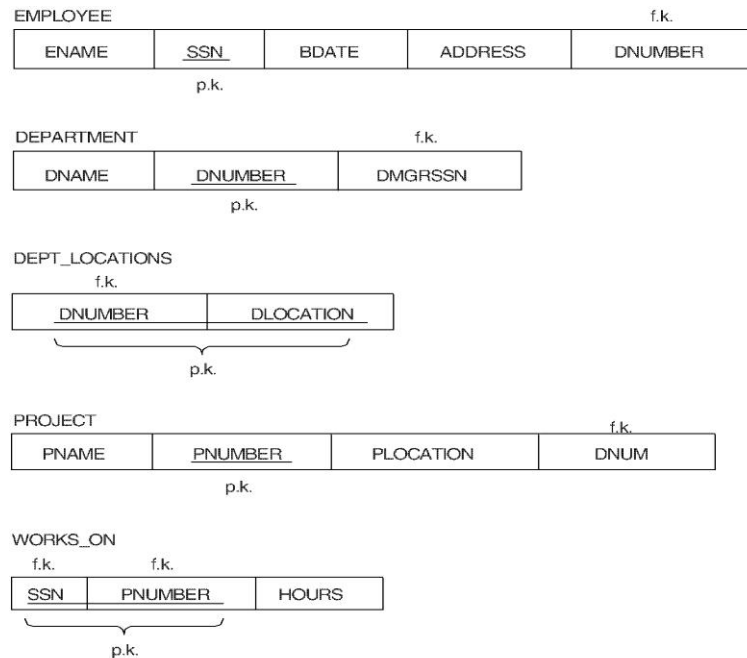 EMPLOYEE
f.k.
ENAME SSN BDATE ADDRESS DNUMBER
p.k.
DEPARTMENT
f.k.
DNAME DNUMBER DMGRSSN
p.k.
DEPT_LOCATIONS
f.k.
DNUMBER DLOCATION
p.k.
PROJECT
f.k.
PNAME PNUMBER PLOCATION DNUM
p.k.
WORKS_ON
f.k. f.k.
SSN PNUMBER HOURS
p.k.